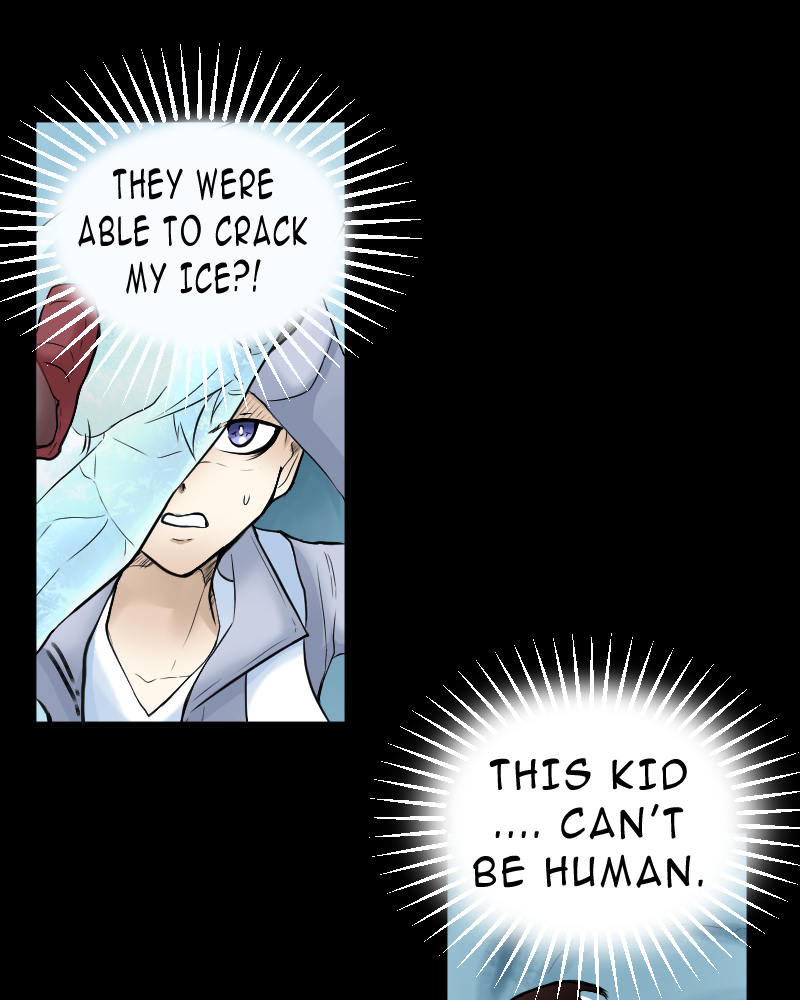 THEY WERE
ABLE TO CRACK
MY ICE?!
THIS KID
.... CAN'T
BE HUMAN.